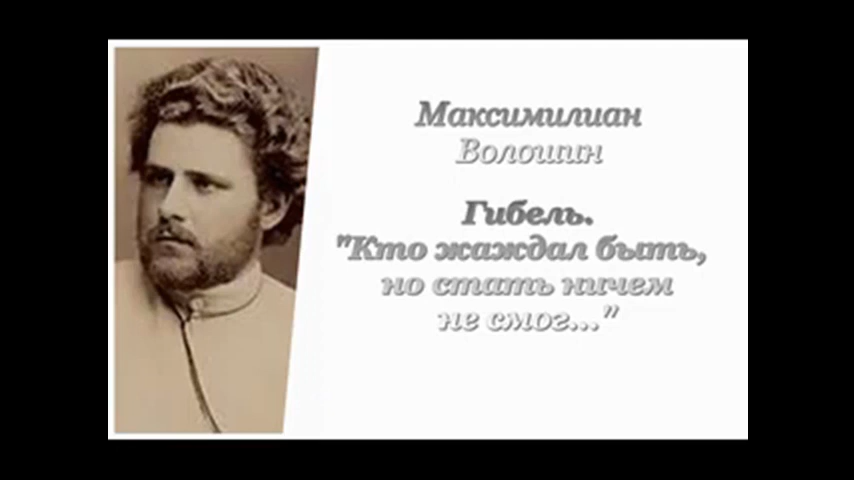 Максимилиан
Волошин
Гибель.
"Кто жаждал быть,
но стать ничем
не смог..."